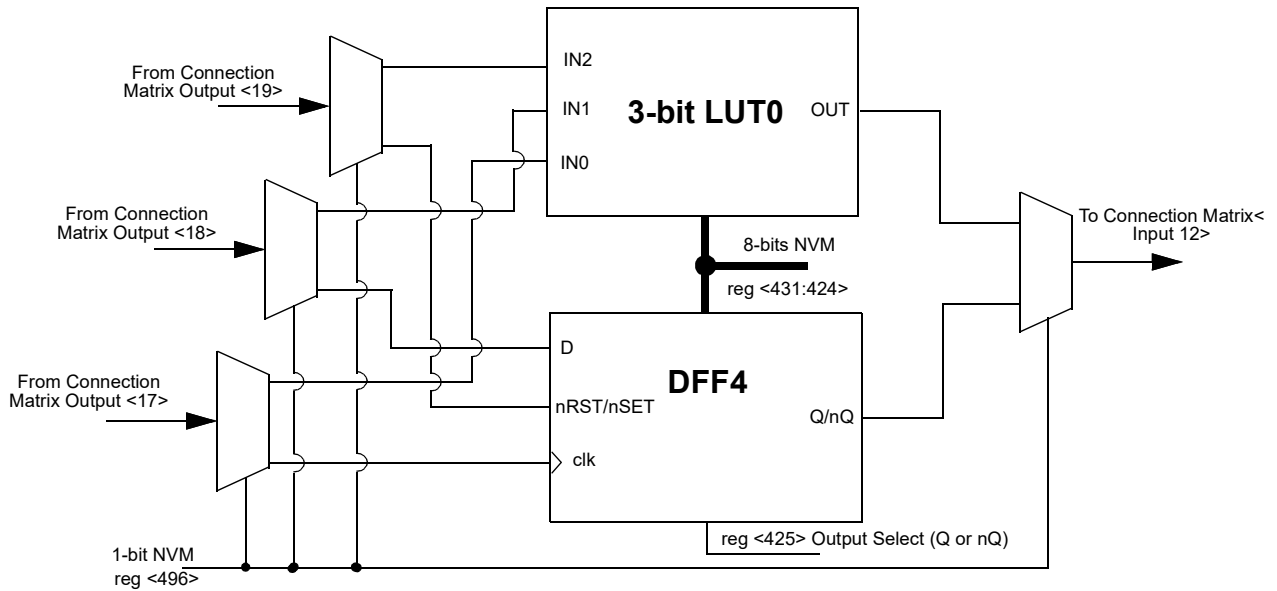 From Connection
Matrix Output <19>
IN2
IN1
IN0
3-bit LUT0
OUT
From Connection
Matrix Output <18>
To Connection Matrix<
Input 12>
8-bits NVM
reg <431:424>
From Connection
Matrix Output <17>
D
nRST/nSET
clk
DFF4
Q/nQ
reg <425> Output Select (Q or nQ)
1-bit NVM
reg <496>